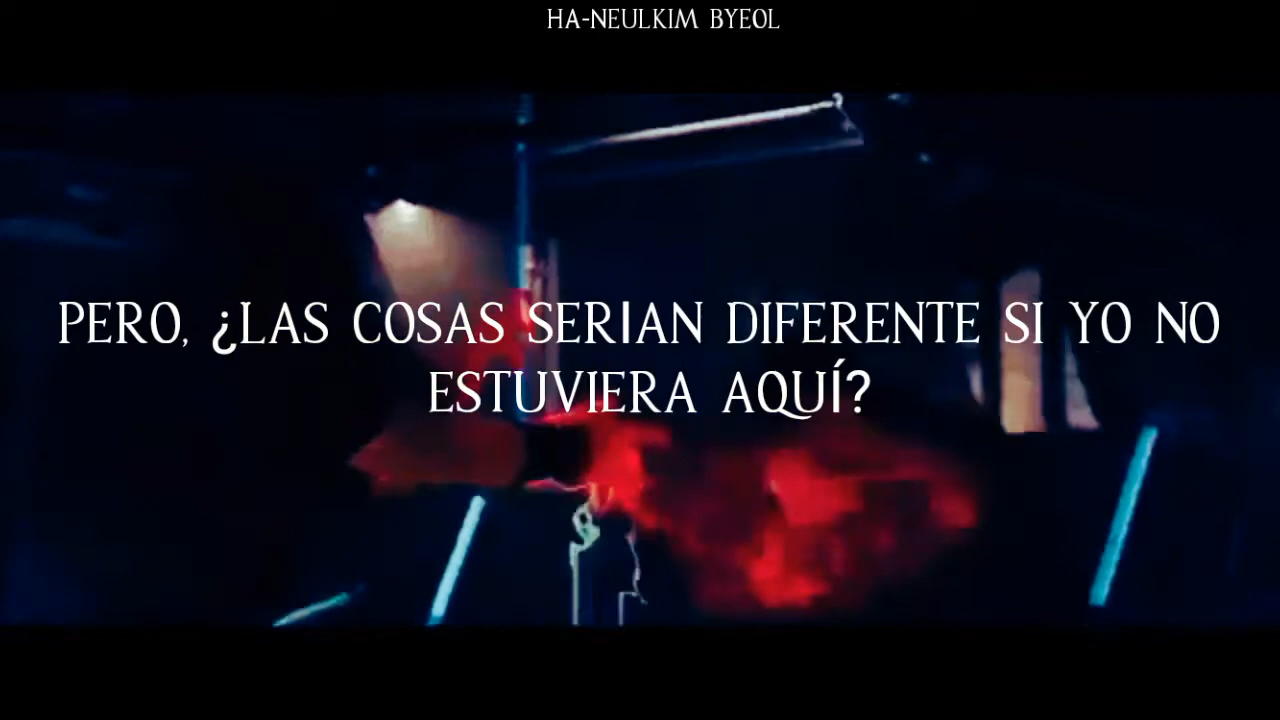 HA-NEULKIM BYEOL
PERO, ¿LAS COSAS SERIAN DIFERENTE SI YO NO
ESTUVIERA AQUÍ?